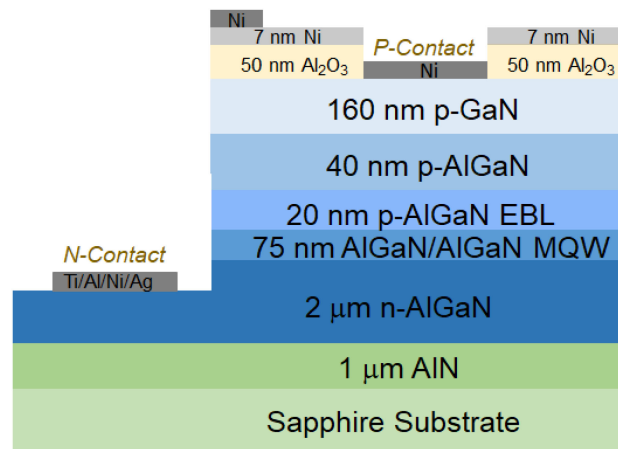 Ni
7 nm Ni
P-Contact
7 nm Ni
50 nm Al₂O₃
Ni
50 nm Al₂O₃
160 nm p-GaN
40 nm p-AlGaN
20 nm p-AlGaN EBL
N-Contact
75 nm AlGaN/AlGaN MQW
Ti/Al/Ni/Ag
2 μm n-AlGaN
1 μm AlN
Sapphire Substrate